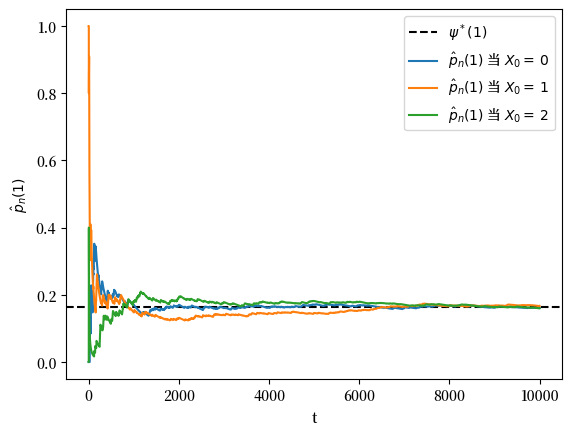 ψ*(1)
p̂ₙ(1) 当 X₀ = 0
p̂ₙ(1) 当 X₀ = 1
p̂ₙ(1) 当 X₀ = 2
p̂ₙ(1)
1.0
0.8
0.6
0.4
0.2
0.0
0 2000 4000 6000 8000 10000
t